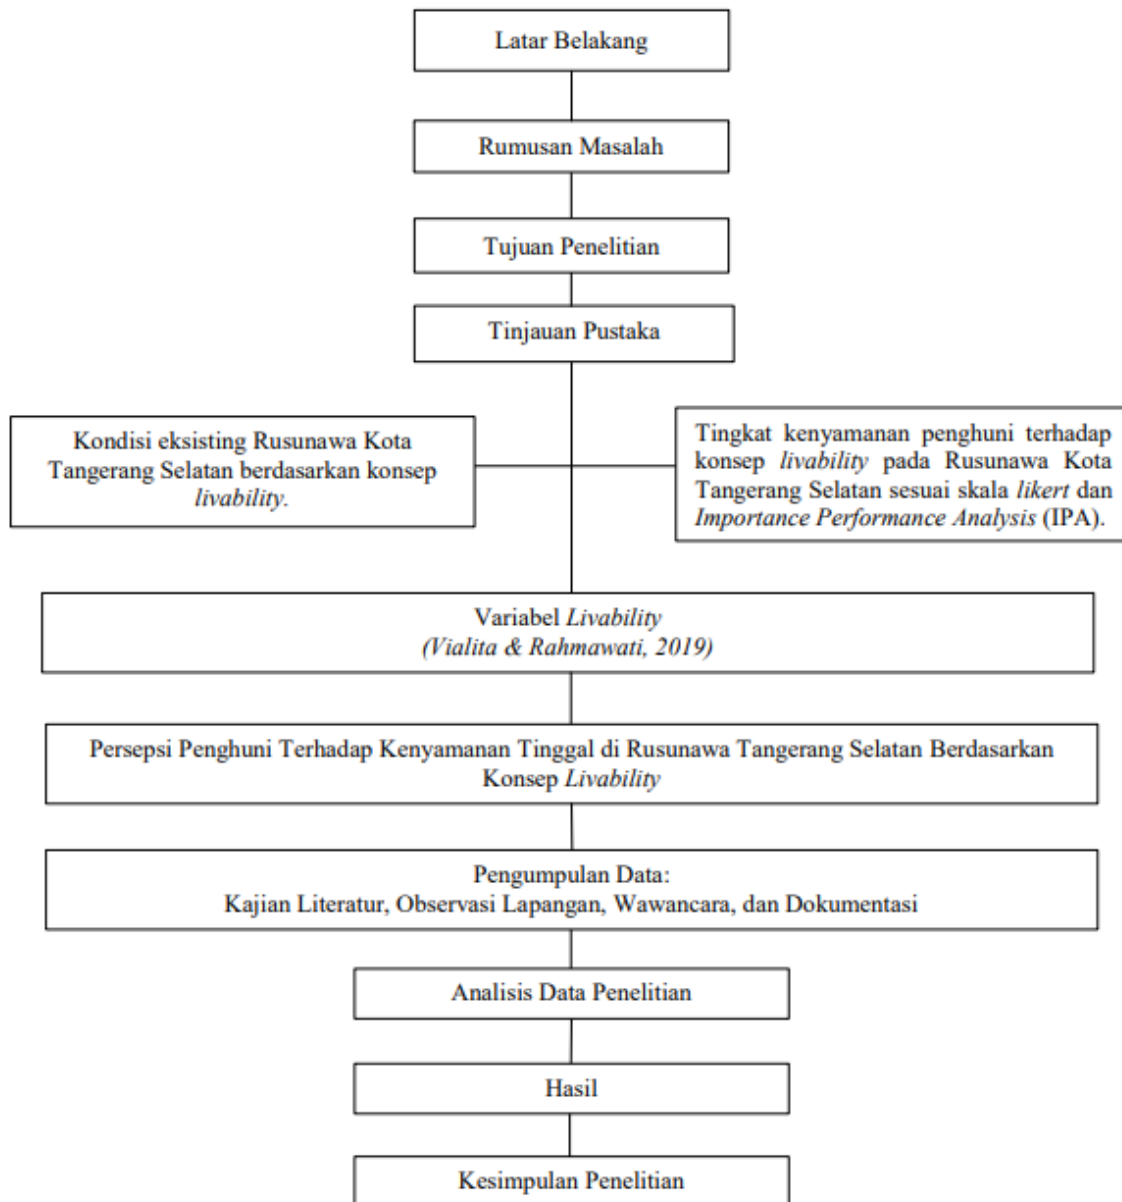 Latar Belakang
Rumusan Masalah
Tujuan Penelitian
Tinjauan Pustaka
Kondisi eksisting Rusunawa Kota
Tangerang Selatan berdasarkan konsep
livability.
Tingkat kenyamanan penghuni terhadap
konsep livability pada Rusunawa Kota
Tangerang Selatan sesuai skala likert dan
Importance Performance Analysis (IPA).
Variabel Livability
(Vialita & Rahmawati, 2019)
Persepsi Penghuni Terhadap Kenyamanan Tinggal di Rusunawa Tangerang Selatan Berdasarkan
Konsep Livability
Pengumpulan Data:
Kajian Literatur, Observasi Lapangan, Wawancara, dan Dokumentasi
Analisis Data Penelitian
Hasil
Kesimpulan Penelitian